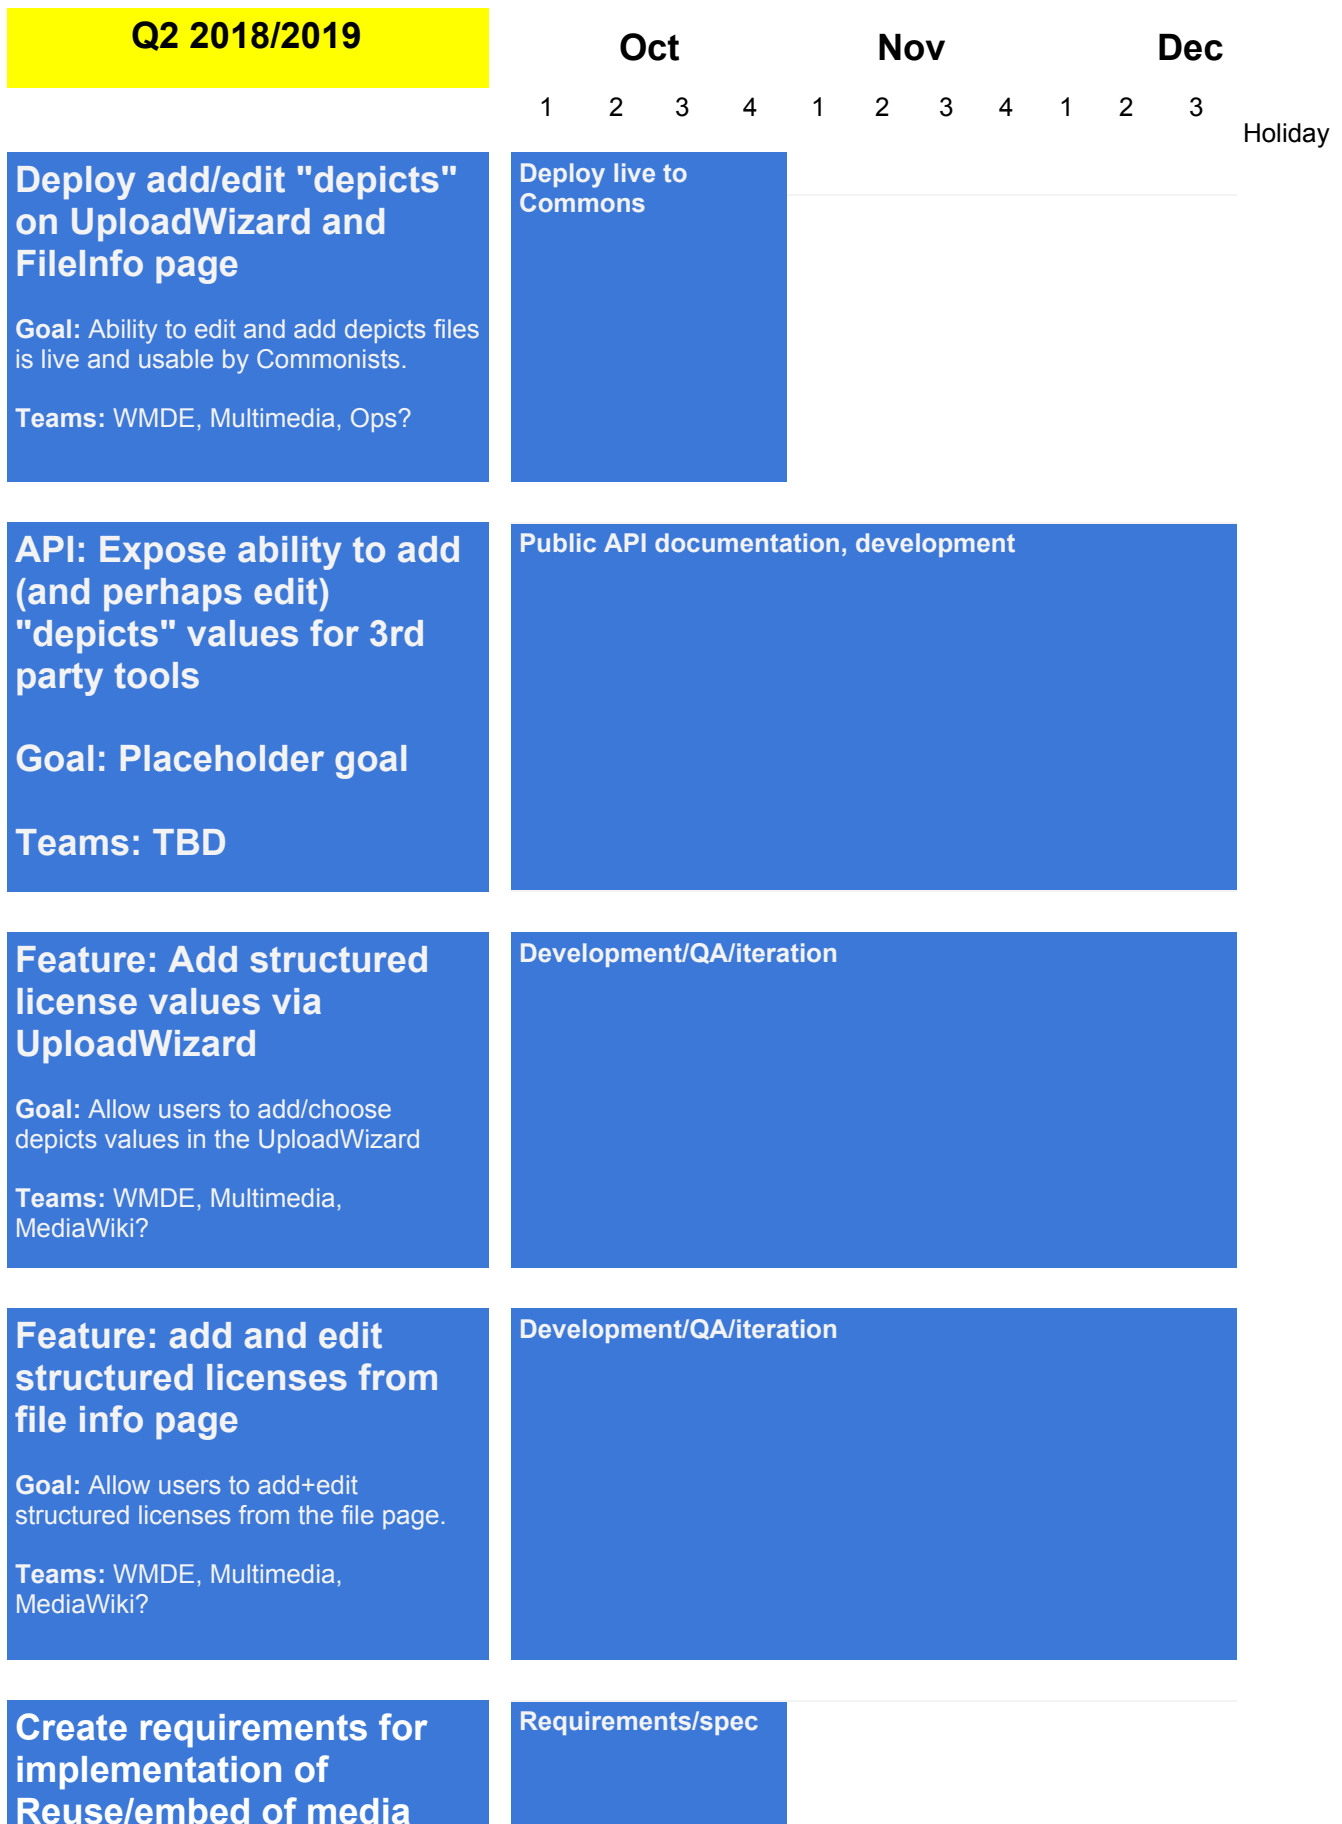 Q2 2018/2019
Oct Nov Dec
1 2 3 4 1 2 3 4 1 2 3
Holiday
Deploy add/edit "depicts"
on UploadWizard and
FileInfo page
Goal: Ability to edit and add depicts files
is live and usable by Commonists.
Teams: WMDE, Multimedia, Ops?
Deploy live to
Commons
API: Expose ability to add
(and perhaps edit)
"depicts" values for 3rd
party tools
Goal: Placeholder goal
Teams: TBD
Public API documentation, development
Feature: Add structured
license values via
UploadWizard
Goal: Allow users to add/choose
depicts values in the UploadWizard
Teams: WMDE, Multimedia,
MediaWiki?
Development/QA/iteration
Feature: add and edit
structured licenses from
file info page
Goal: Allow users to add+edit
structured licenses from the file page.
Teams: WMDE, Multimedia,
MediaWiki?
Development/QA/iteration
Create requirements for
implementation of
Reuse/embed of media
Requirements/spec